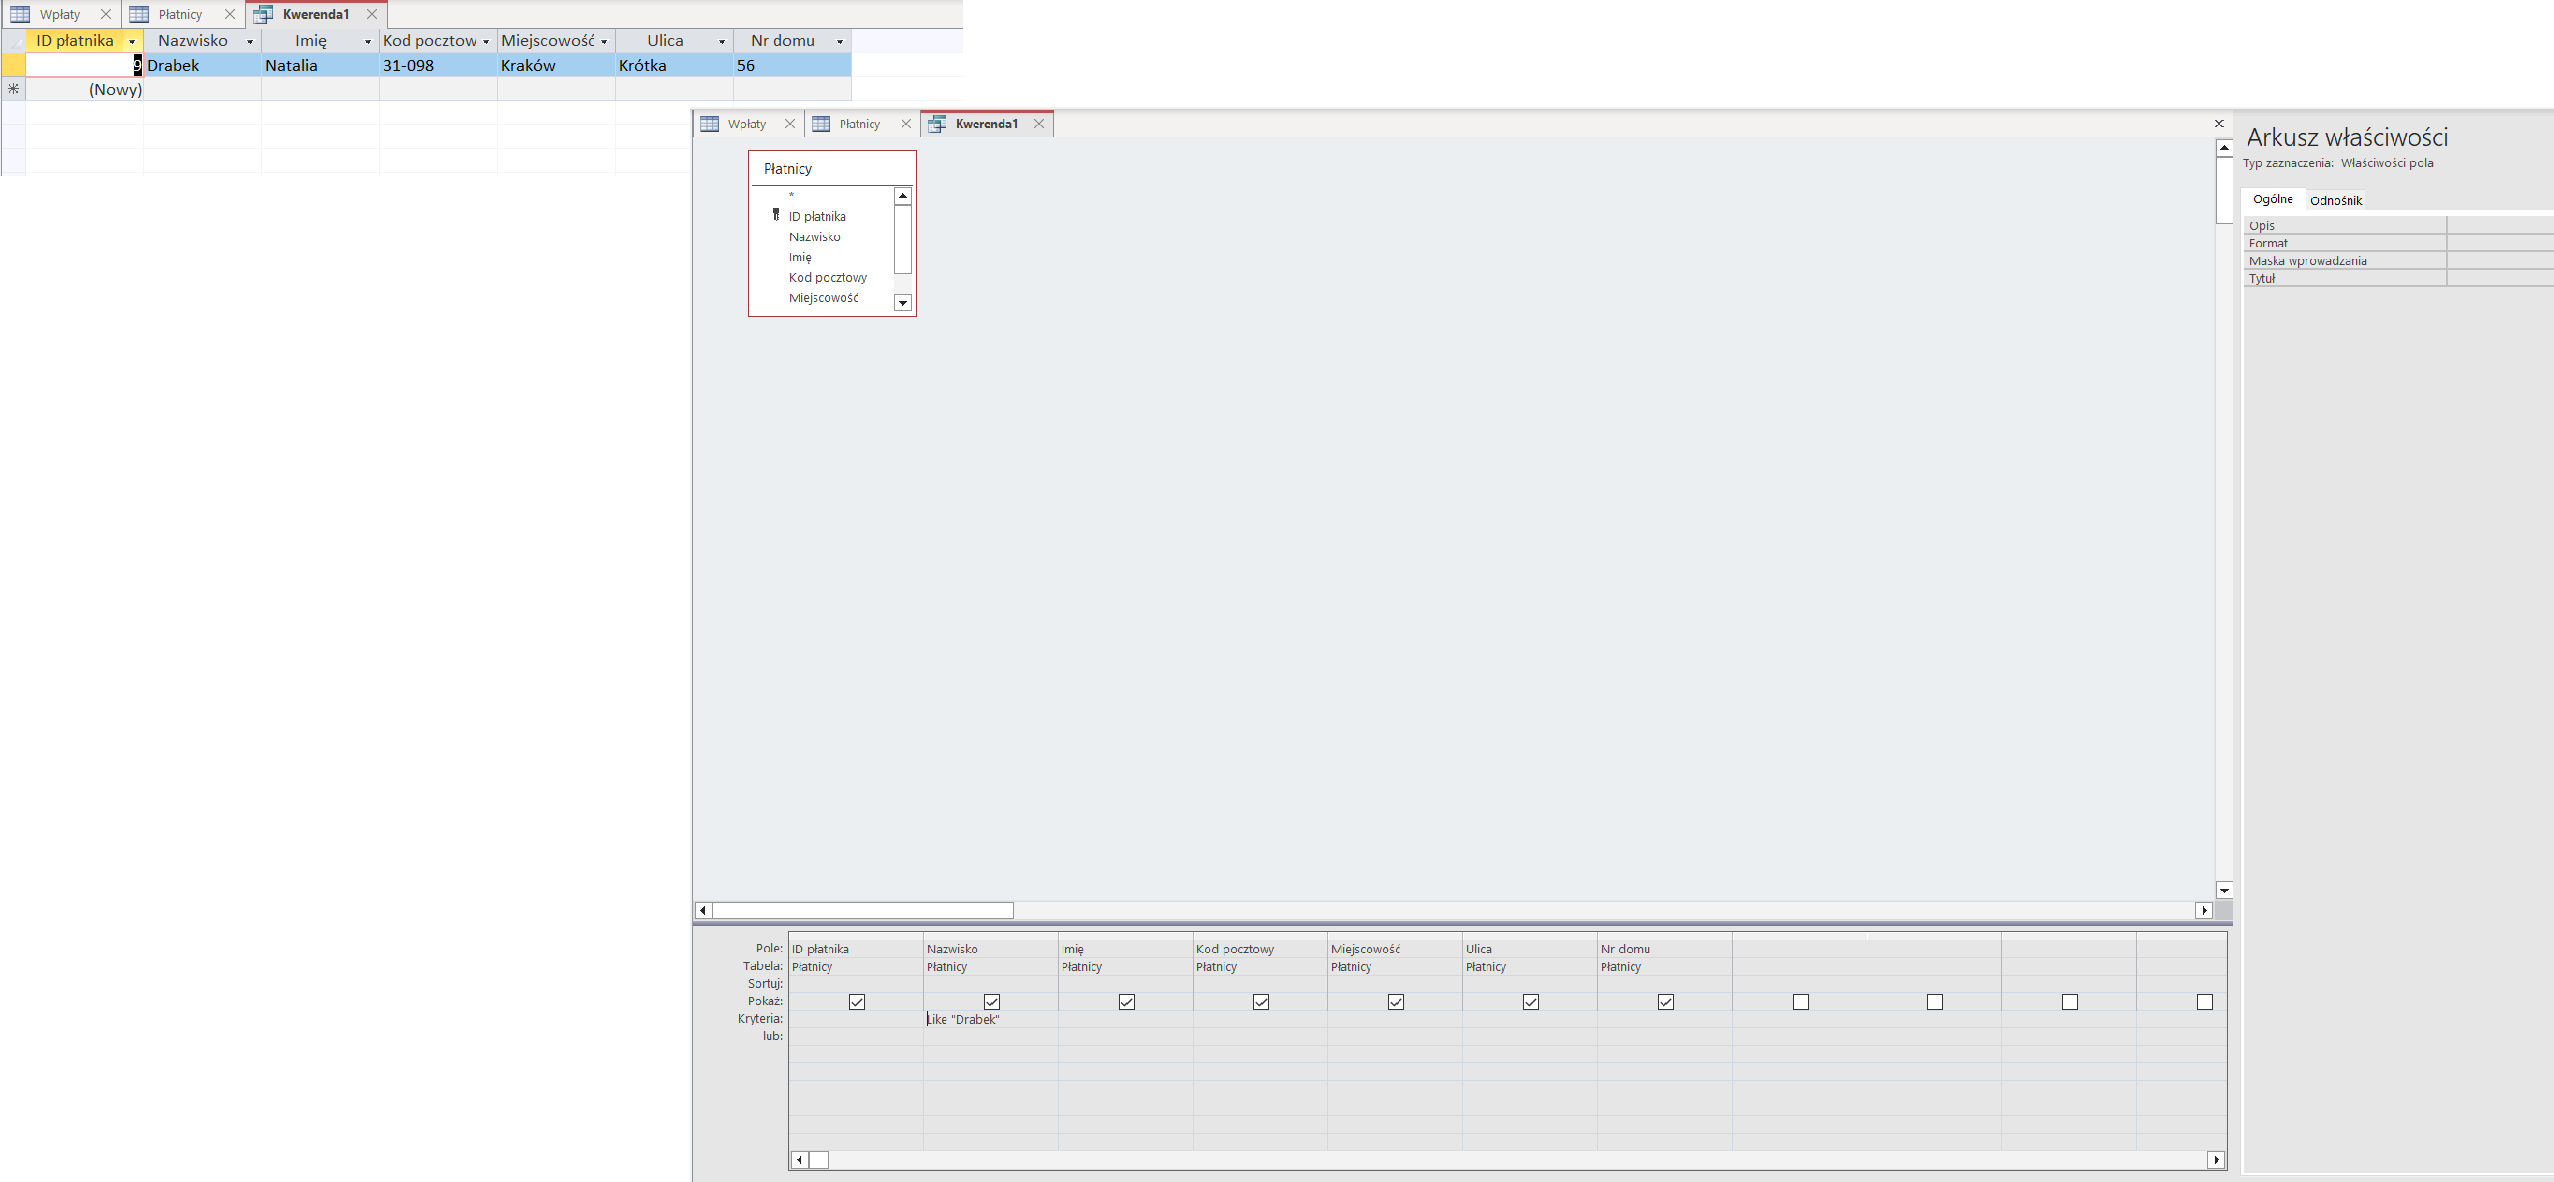 Wpłaty Płatnicy Kwerenda1
ID płatnika Nazwisko Imię Kod pocztow Miejscowość Ulica Nr domu
9 Drabek Natalia 31-098 Kraków Krótka 56
(Nowy)
Wpłaty Płatnicy Kwerenda1
Płatnicy
*
ID płatnika
Nazwisko
Imię
Kod pocztowy
Miejscowość
Arkusz właściwości
Typ zaznaczenia: Właściwości pola
Ogólne Odnośnik
Opis
Format
Maska wprowadzania
Tytuł
Pole: ID płatnika Nazwisko Imię Kod pocztowy Miejscowość Ulica Nr domu
Tabela: Płatnicy Płatnicy Płatnicy Płatnicy Płatnicy Płatnicy Płatnicy
Sortuj:
Pokaż:
Kryteria: Like "Drabek"
lub: